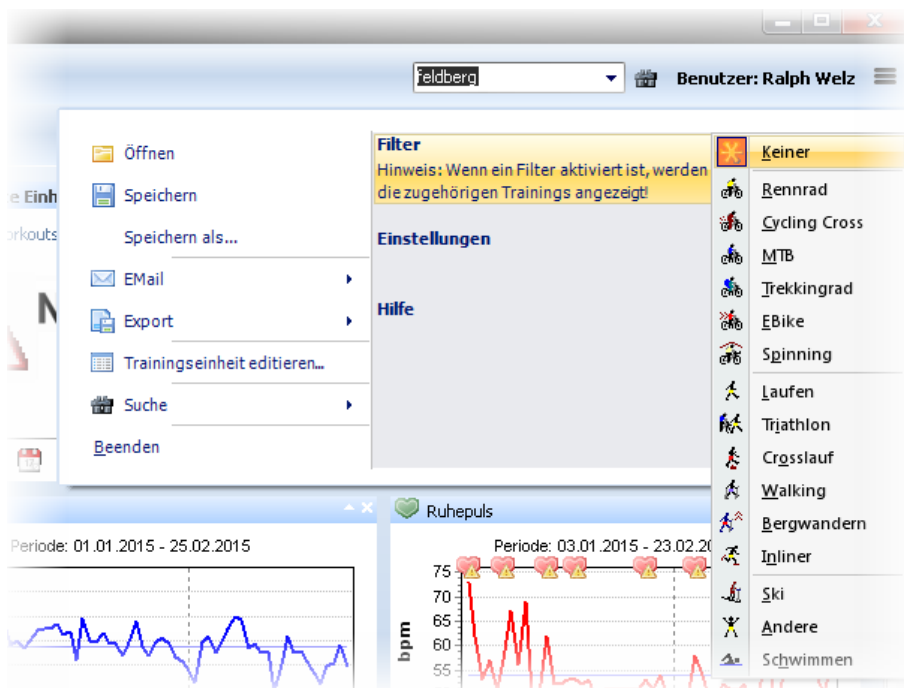 feldberg
Benutzer: Ralph Welz
Öffnen
Speichern
Speichern als...
EMail
Export
Trainingseinheit editieren...
Suche
Beenden
Filter
Hinweis: Wenn ein Filter aktiviert ist, werden
die zugehörigen Trainings angezeigt!
Einstellungen
Hilfe
Keiner
Rennrad
Cycling Cross
MTB
Trekkingrad
EBike
Spinning
Laufen
Triathlon
Crosslauf
Walking
Bergwandern
Inliner
Ski
Andere
Schwimmen
e Einh
orkouts
N
12
Periode: 01.01.2015 - 25.02.2015
Ruhepuls
Periode: 03.01.2015 - 23.02.20
75
70
65
60
55
bpm